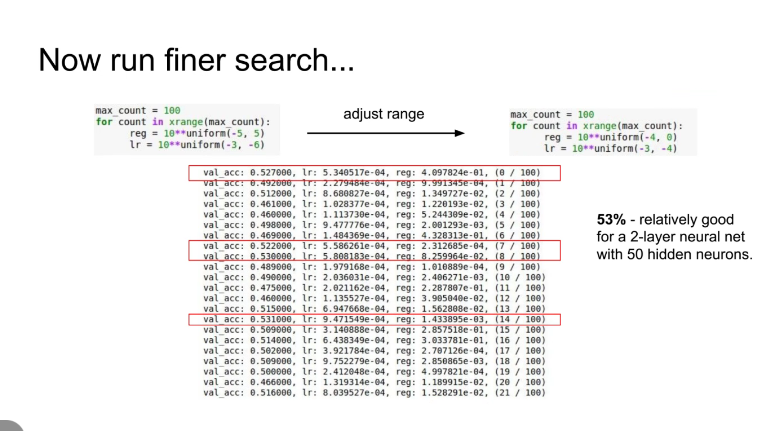 Now run finer search...
max_count = 100
for count in xrange(max_count):
reg = 10**uniform(-5, 5)
lr = 10**uniform(-3, -6)
adjust range
max_count = 100
for count in xrange(max_count):
reg = 10**uniform(-4, 0)
lr = 10**uniform(-3, -4)
val_acc: 0.527000, lr: 5.340517e-04, reg: 4.097824e-01, (0 / 100)
val_acc: 0.492000, lr: 2.279484e-04, reg: 9.991345e-04, (1 / 100)
val_acc: 0.512000, lr: 8.680827e-04, reg: 1.349727e-02, (2 / 100)
val_acc: 0.461000, lr: 1.028377e-04, reg: 1.220193e-02, (3 / 100)
val_acc: 0.460000, lr: 1.113730e-04, reg: 5.244309e-02, (4 / 100)
val_acc: 0.498000, lr: 9.477776e-04, reg: 2.001293e-03, (5 / 100)
val_acc: 0.469000, lr: 1.484369e-04, reg: 4.328313e-01, (6 / 100)
val_acc: 0.522000, lr: 5.586261e-04, reg: 2.312685e-04, (7 / 100)
val_acc: 0.530000, lr: 5.808183e-04, reg: 8.259964e-02, (8 / 100)
val_acc: 0.489000, lr: 1.979168e-04, reg: 1.010889e-04, (9 / 100)
val_acc: 0.490000, lr: 2.036031e-04, reg: 2.406271e-03, (10 / 100)
val_acc: 0.475000, lr: 2.021162e-04, reg: 2.287807e-01, (11 / 100)
val_acc: 0.460000, lr: 1.135527e-04, reg: 3.905040e-02, (12 / 100)
val_acc: 0.515000, lr: 6.947668e-04, reg: 1.562808e-02, (13 / 100)
val_acc: 0.531000, lr: 9.471549e-04, reg: 1.433895e-03, (14 / 100)
val_acc: 0.509000, lr: 3.140888e-04, reg: 2.857518e-01, (15 / 100)
val_acc: 0.514000, lr: 6.438349e-04, reg: 3.033781e-01, (16 / 100)
val_acc: 0.502000, lr: 3.921784e-04, reg: 2.707126e-04, (17 / 100)
val_acc: 0.509000, lr: 9.752279e-04, reg: 2.850865e-03, (18 / 100)
val_acc: 0.500000, lr: 2.412048e-04, reg: 4.997821e-04, (19 / 100)
val_acc: 0.466000, lr: 1.319314e-04, reg: 1.189915e-02, (20 / 100)
val_acc: 0.516000, lr: 8.039527e-04, reg: 1.528291e-02, (21 / 100)
53% - relatively good
for a 2-layer neural net
with 50 hidden neurons.